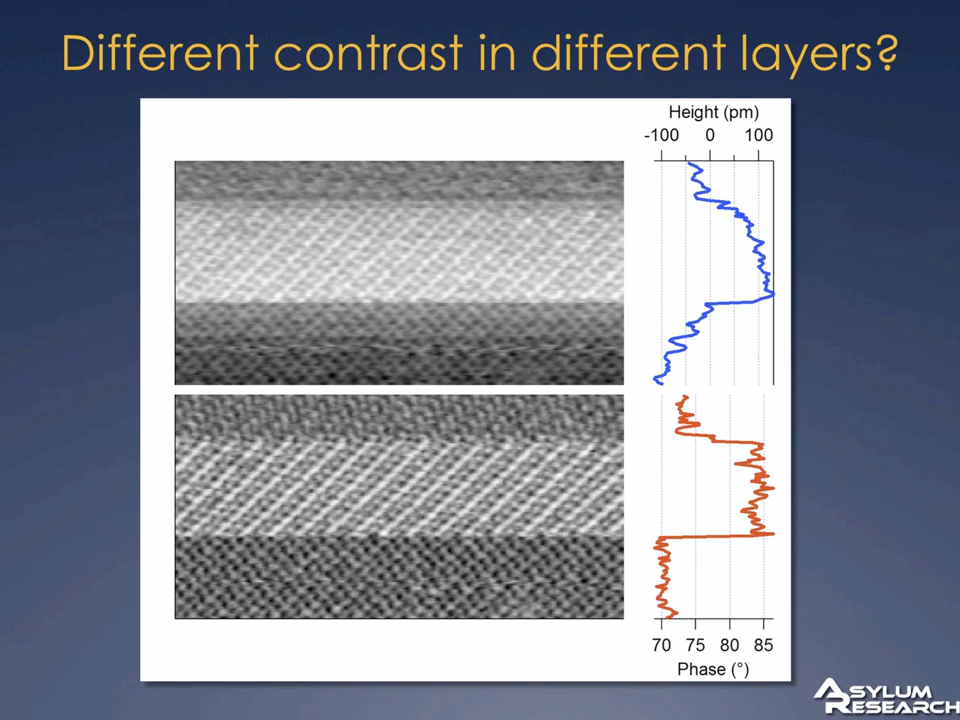 Different contrast in different layers?
Height (pm)
-100 0 100
70 75 80 85
Phase (°)
ASYLUM
RESEARCH